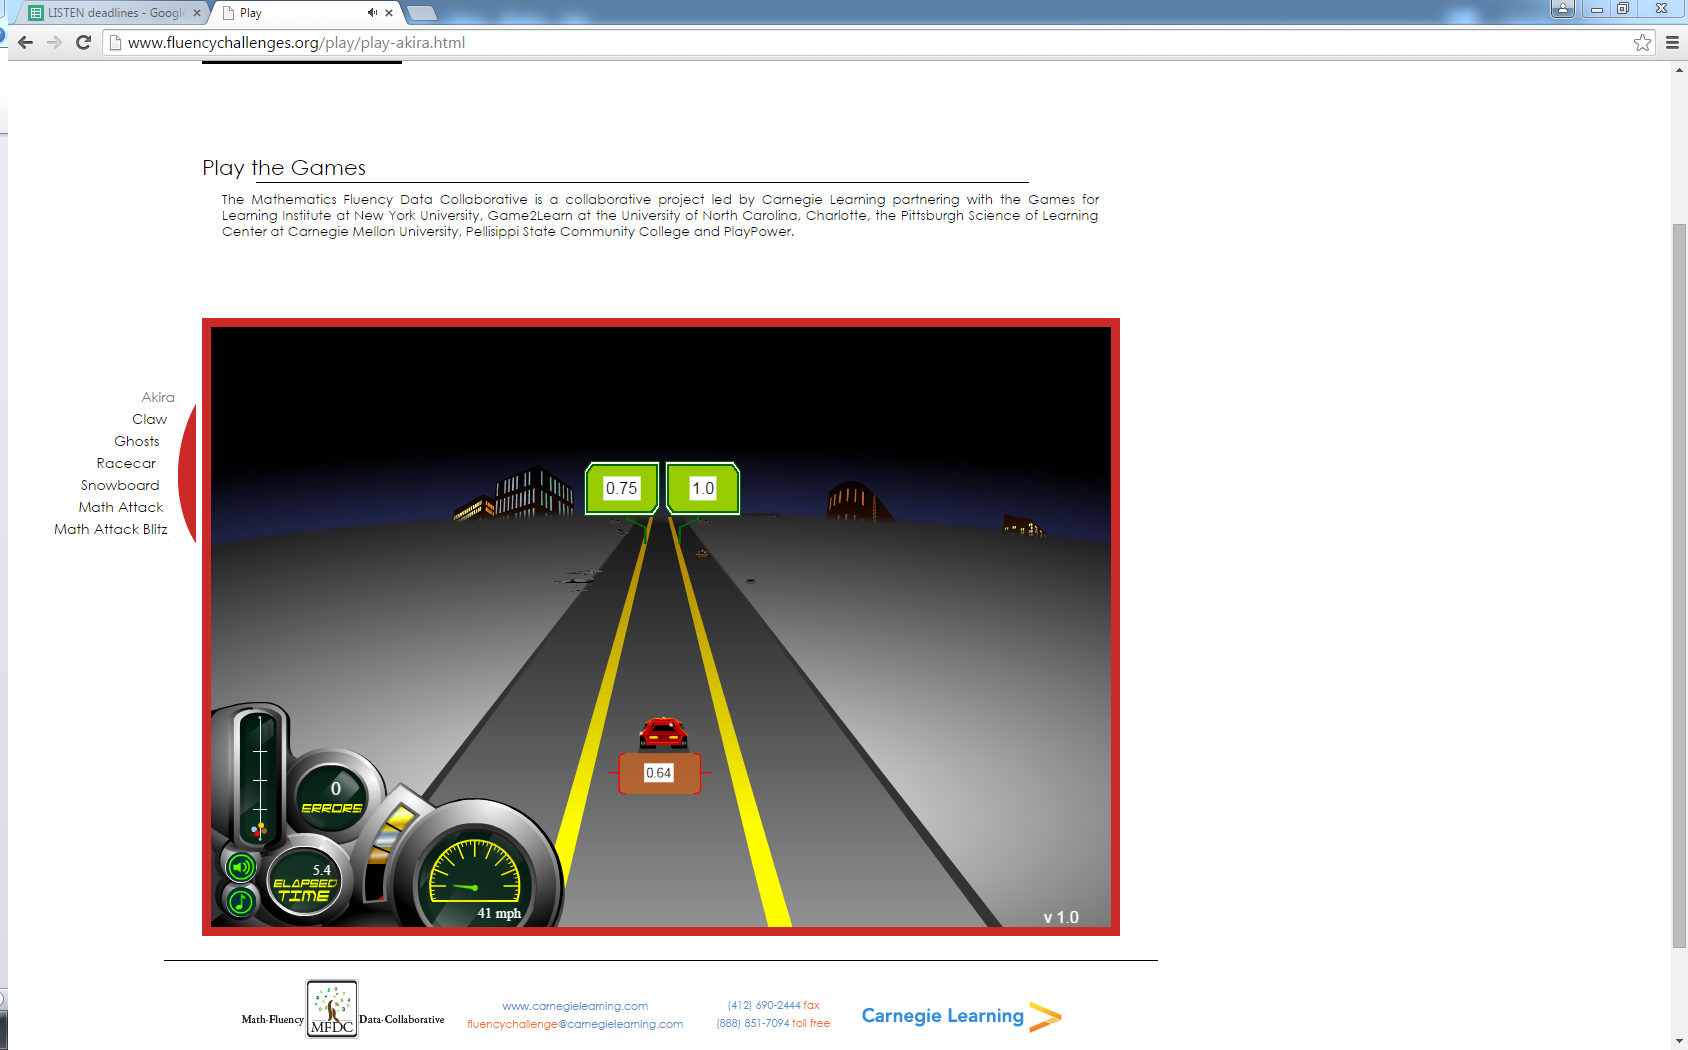 LISTEN deadlines - Google
Play
www.fluencychallenges.org/play/play-akira.html
Play the Games
The Mathematics Fluency Data Collaborative is a collaborative project led by Carnegie Learning partnering with the Games for
Learning Institute at New York University, Game2Learn at the University of North Carolina, Charlotte, the Pittsburgh Science of Learning
Center at Carnegie Mellon University, Pellisippi State Community College and PlayPower.
Akira
Claw
Ghosts
Racecar
Snowboard
Math Attack
Math Attack Blitz
0.75
1.0
0.64
0
ERRORS
5.4
ELAPSED
TIME
41 mph
v 1.0
Math·Fluency
MFDC
Data·Collaborative
www.carnegielearning.com
fluencychallenge@carnegielearning.com
(412) 690-2444 fax
(888) 851-7094 toll free
Carnegie Learning